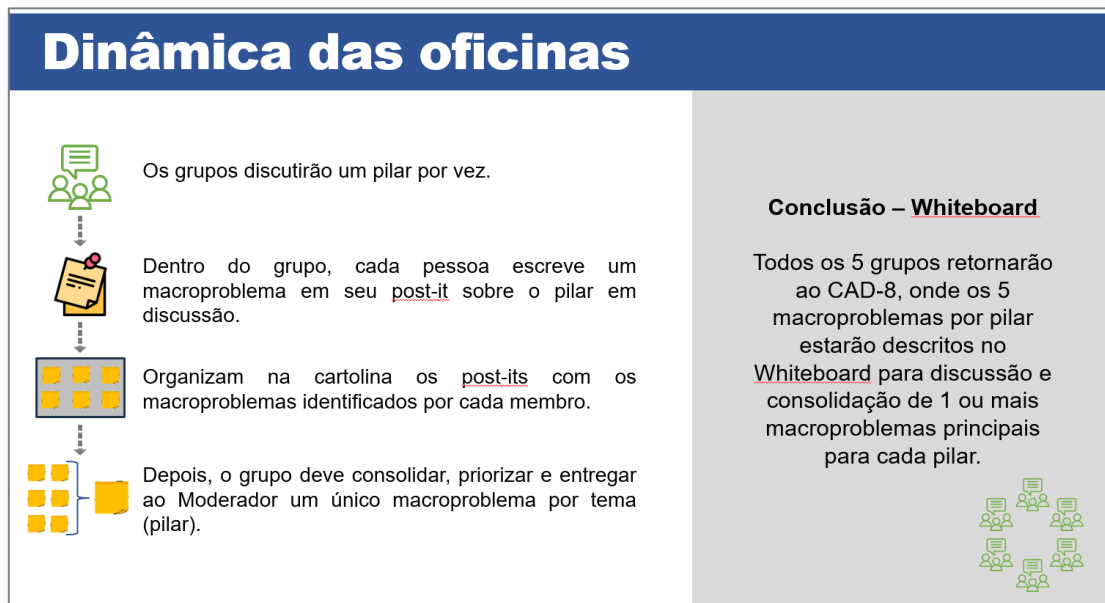 Dinâmica das oficinas
Os grupos discutirão um pilar por vez.
Dentro do grupo, cada pessoa escreve um
macroproblema em seu post-it sobre o pilar em
discussão.
Organizam na cartolina os post-its com os
macroproblemas identificados por cada membro.
Depois, o grupo deve consolidar, priorizar e entregar
ao Moderador um único macroproblema por tema
(pilar).
Conclusão – Whiteboard
Todos os 5 grupos retornarão
ao CAD-8, onde os 5
macroproblemas por pilar
estarão descritos no
Whiteboard para discussão e
consolidação de 1 ou mais
macroproblemas principais
para cada pilar.